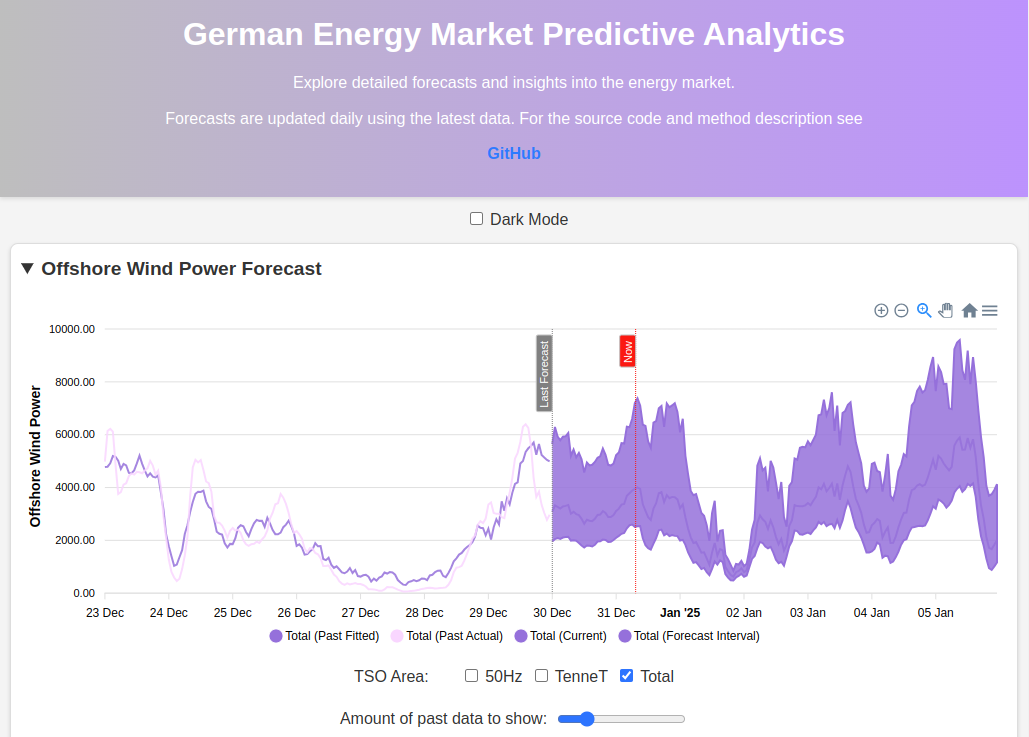 German Energy Market Predictive Analytics
Explore detailed forecasts and insights into the energy market.
Forecasts are updated daily using the latest data. For the source code and method description see
GitHub
Dark Mode
▼ Offshore Wind Power Forecast
10000.00
8000.00
6000.00
4000.00
2000.00
0.00
Offshore Wind Power
Last Forecast
Now
23 Dec 24 Dec 25 Dec 26 Dec 27 Dec 28 Dec 29 Dec 30 Dec 31 Dec Jan '25 02 Jan 03 Jan 04 Jan 05 Jan
Total (Past Fitted) Total (Past Actual) Total (Current) Total (Forecast Interval)
TSO Area: 50Hz TenneT Total
Amount of past data to show: